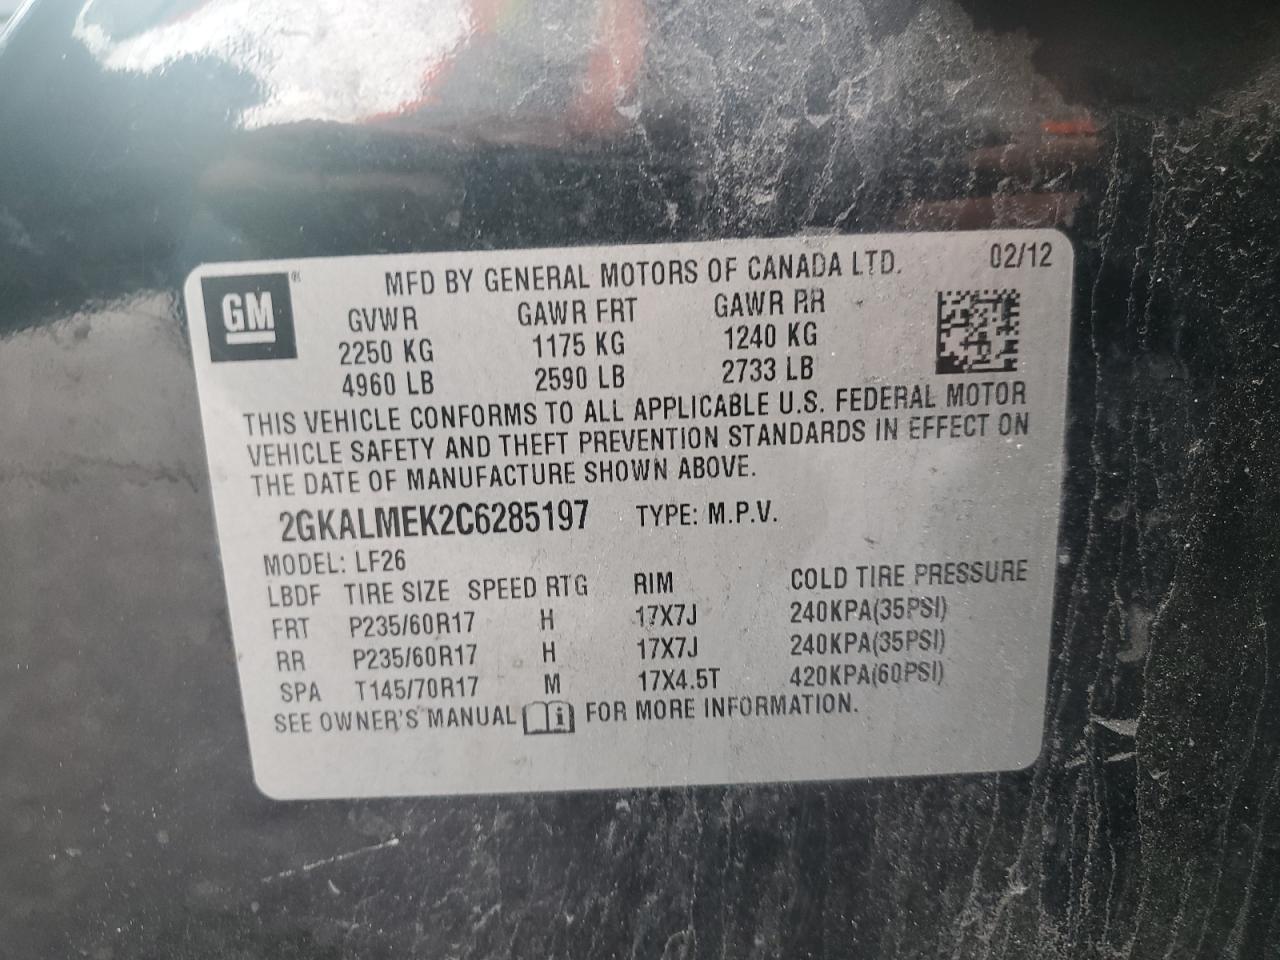 GM ®
MFD BY GENERAL MOTORS OF CANADA LTD. 02/12
GVWR GAWR FRT GAWR RR
2250 KG 1175 KG 1240 KG
4960 LB 2590 LB 2733 LB
THIS VEHICLE CONFORMS TO ALL APPLICABLE U.S. FEDERAL MOTOR
VEHICLE SAFETY AND THEFT PREVENTION STANDARDS IN EFFECT ON
THE DATE OF MANUFACTURE SHOWN ABOVE.
2GKALMEK2C6285197 TYPE: M.P.V.
MODEL: LF26
LBDF TIRE SIZE SPEED RTG RIM COLD TIRE PRESSURE
FRT P235/60R17 H 17X7J 240KPA(35PSI)
RR P235/60R17 H 17X7J 240KPA(35PSI)
SPA T145/70R17 M 17X4.5T 420KPA(60PSI)
SEE OWNER'S MANUAL i FOR MORE INFORMATION.